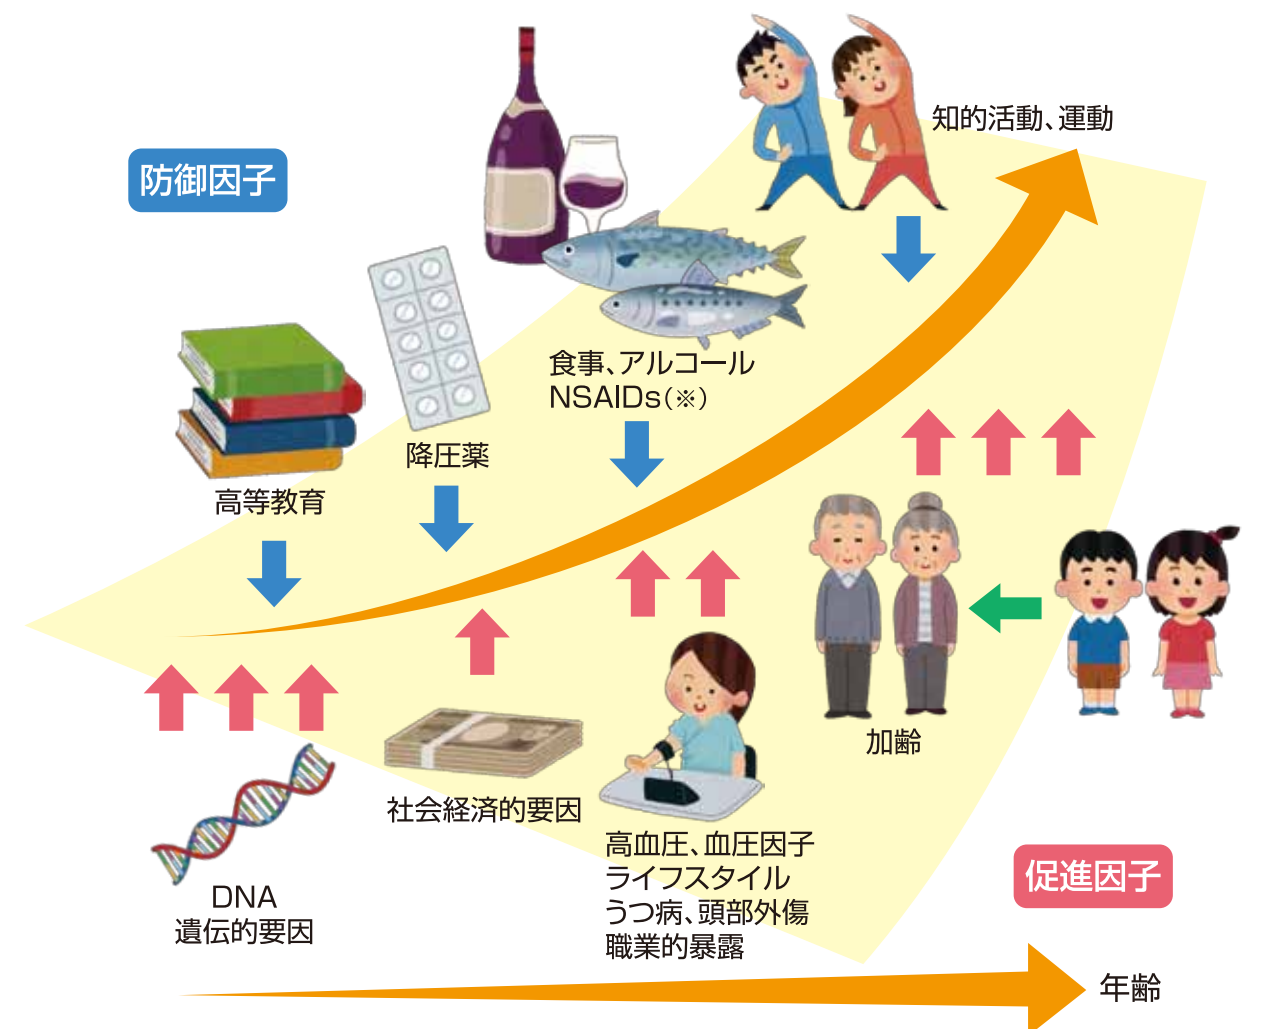 知的活動、運動
防御因子
食事、アルコール
NSAIDs(※)
降圧薬
高等教育
加齢
社会経済的要因
高血圧、血圧因子
ライフスタイル
うつ病、頭部外傷
職業的暴露
促進因子
DNA
遺伝的要因
年齢